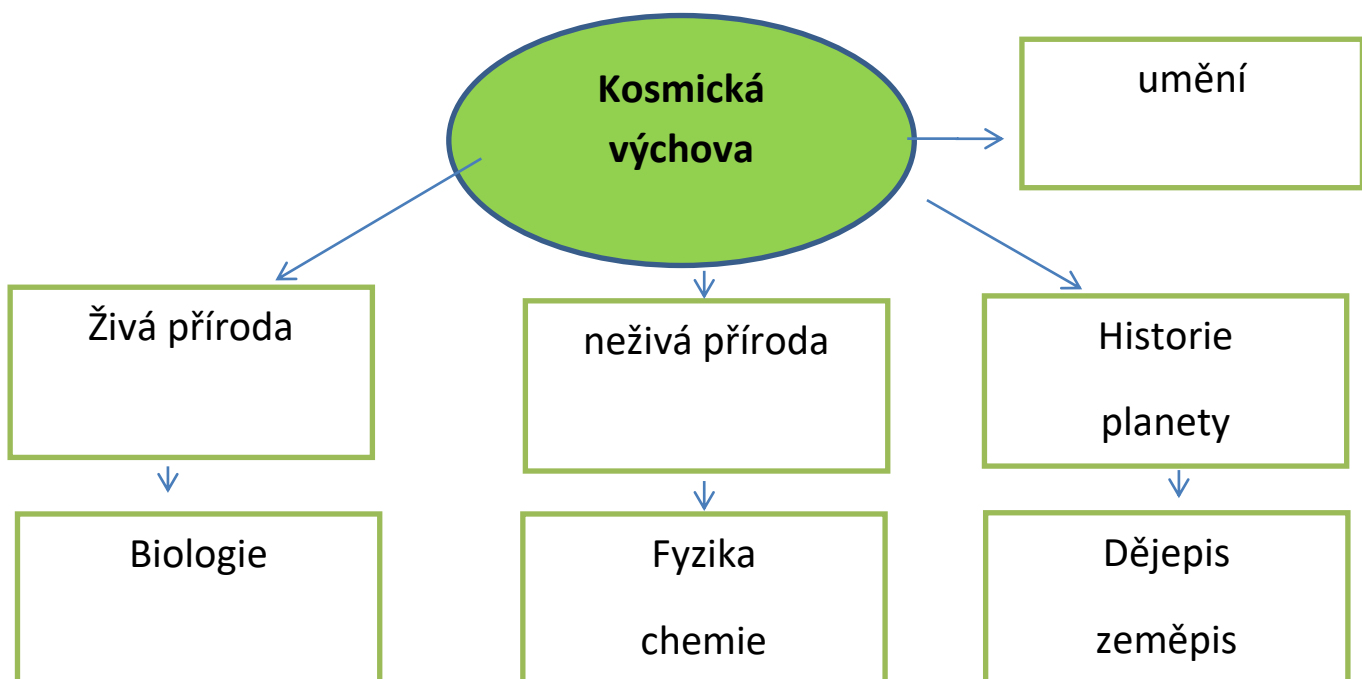 Kosmická
výchova
umění
Živá příroda
neživá příroda
Historie
planety
Biologie
Fyzika
chemie
Dějepis
zeměpis